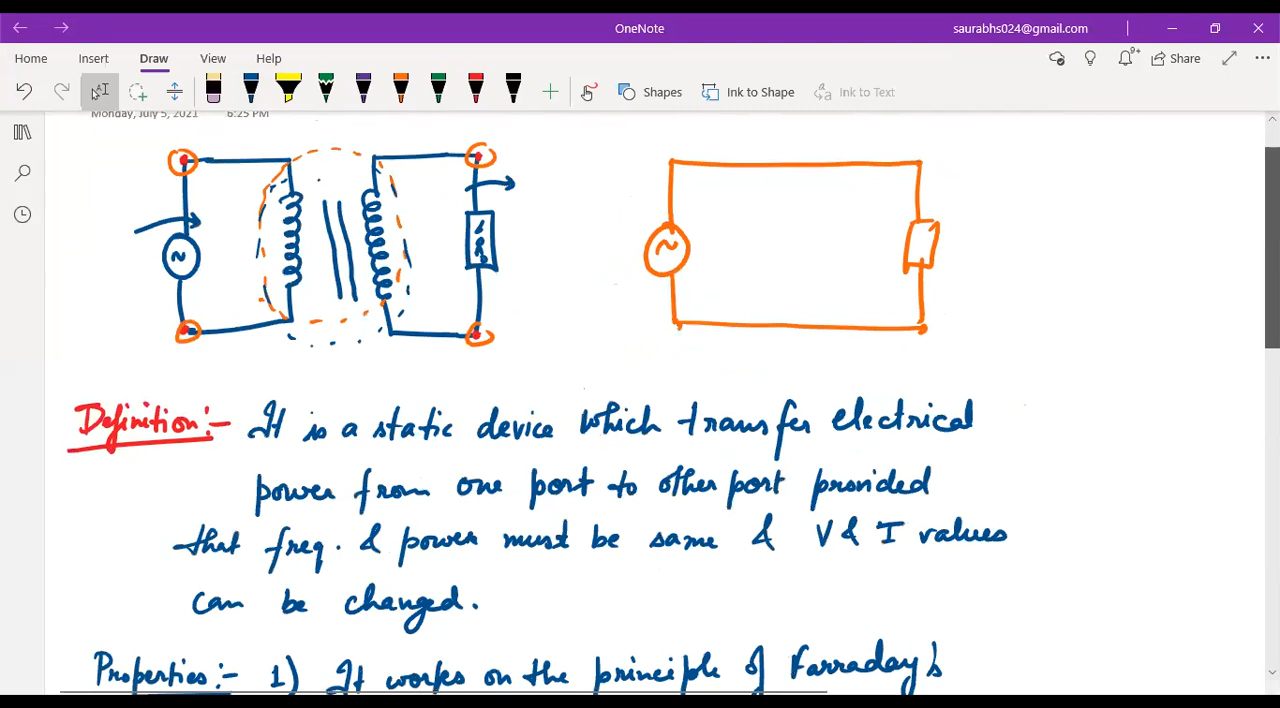 OneNote
saurabhs024@gmail.com
Home Insert Draw View Help
Share
Shapes Ink to Shape Ink to Text
Monday, July 5, 2021 6:25 PM
Definition:- It is a static device which transfer electrical
power from one port to other port provided
that freq. & power must be same & V & I values
can be changed.
Properties:- 1) It works on the principle of Farraday's